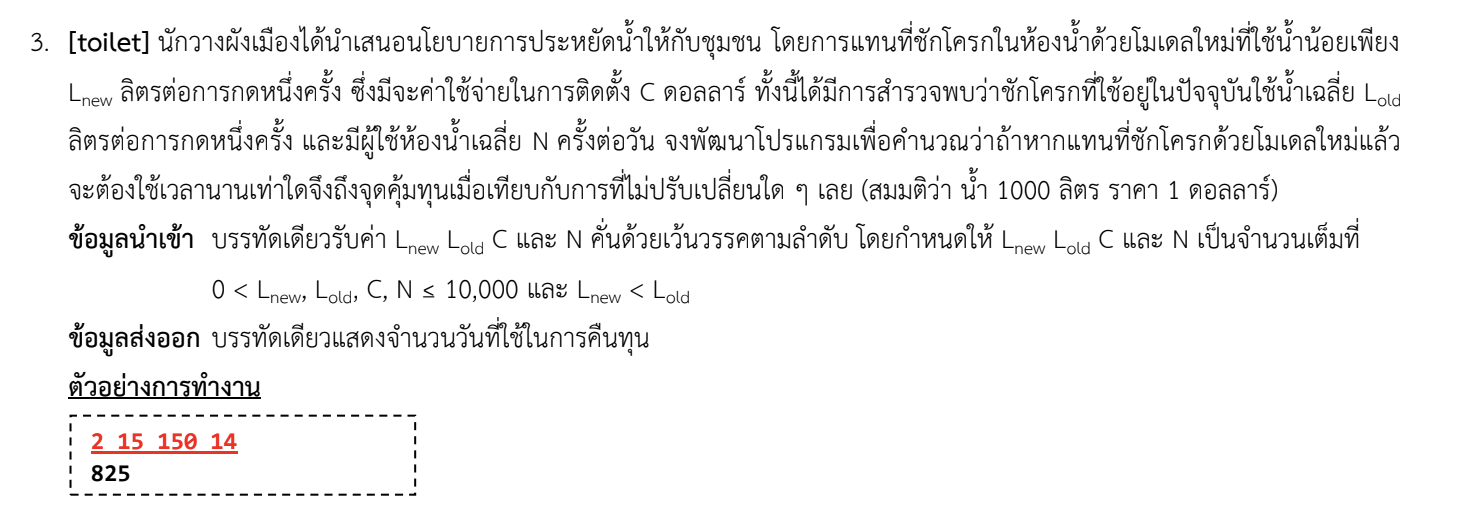 3. [toilet] นักวางผังเมืองได้นำเสนอนโยบายการประหยัดน้ำให้กับชุมชน โดยการแทนที่ชักโครกในห้องน้ำด้วยโมเดลใหม่ที่ใช้น้ำน้อยเพียง
Lnew ลิตรต่อการกดหนึ่งครั้ง ซึ่งมีจะค่าใช้จ่ายในการติดตั้ง C ดอลลาร์ ทั้งนี้ได้มีการสำรวจพบว่าชักโครกที่ใช้อยู่ในปัจจุบันใช้น้ำเฉลี่ย Lold
ลิตรต่อการกดหนึ่งครั้ง และมีผู้ใช้ห้องน้ำเฉลี่ย N ครั้งต่อวัน จงพัฒนาโปรแกรมเพื่อคำนวณว่าถ้าหากแทนที่ชักโครกด้วยโมเดลใหม่แล้ว
จะต้องใช้เวลานานเท่าใดจึงถึงจุดคุ้มทุนเมื่อเทียบกับการที่ไม่ปรับเปลี่ยนใด ๆ เลย (สมมติว่า น้ำ 1000 ลิตร ราคา 1 ดอลลาร์)
ข้อมูลนำเข้า บรรทัดเดียวรับค่า Lnew Lold C และ N คั่นด้วยเว้นวรรคตามลำดับ โดยกำหนดให้ Lnew Lold C และ N เป็นจำนวนเต็มที่
0 < Lnew, Lold, C, N ≤ 10,000 และ Lnew < Lold
ข้อมูลส่งออก บรรทัดเดียวแสดงจำนวนวันที่ใช้ในการคืนทุน
ตัวอย่างการทำงาน
2 15 150 14
825